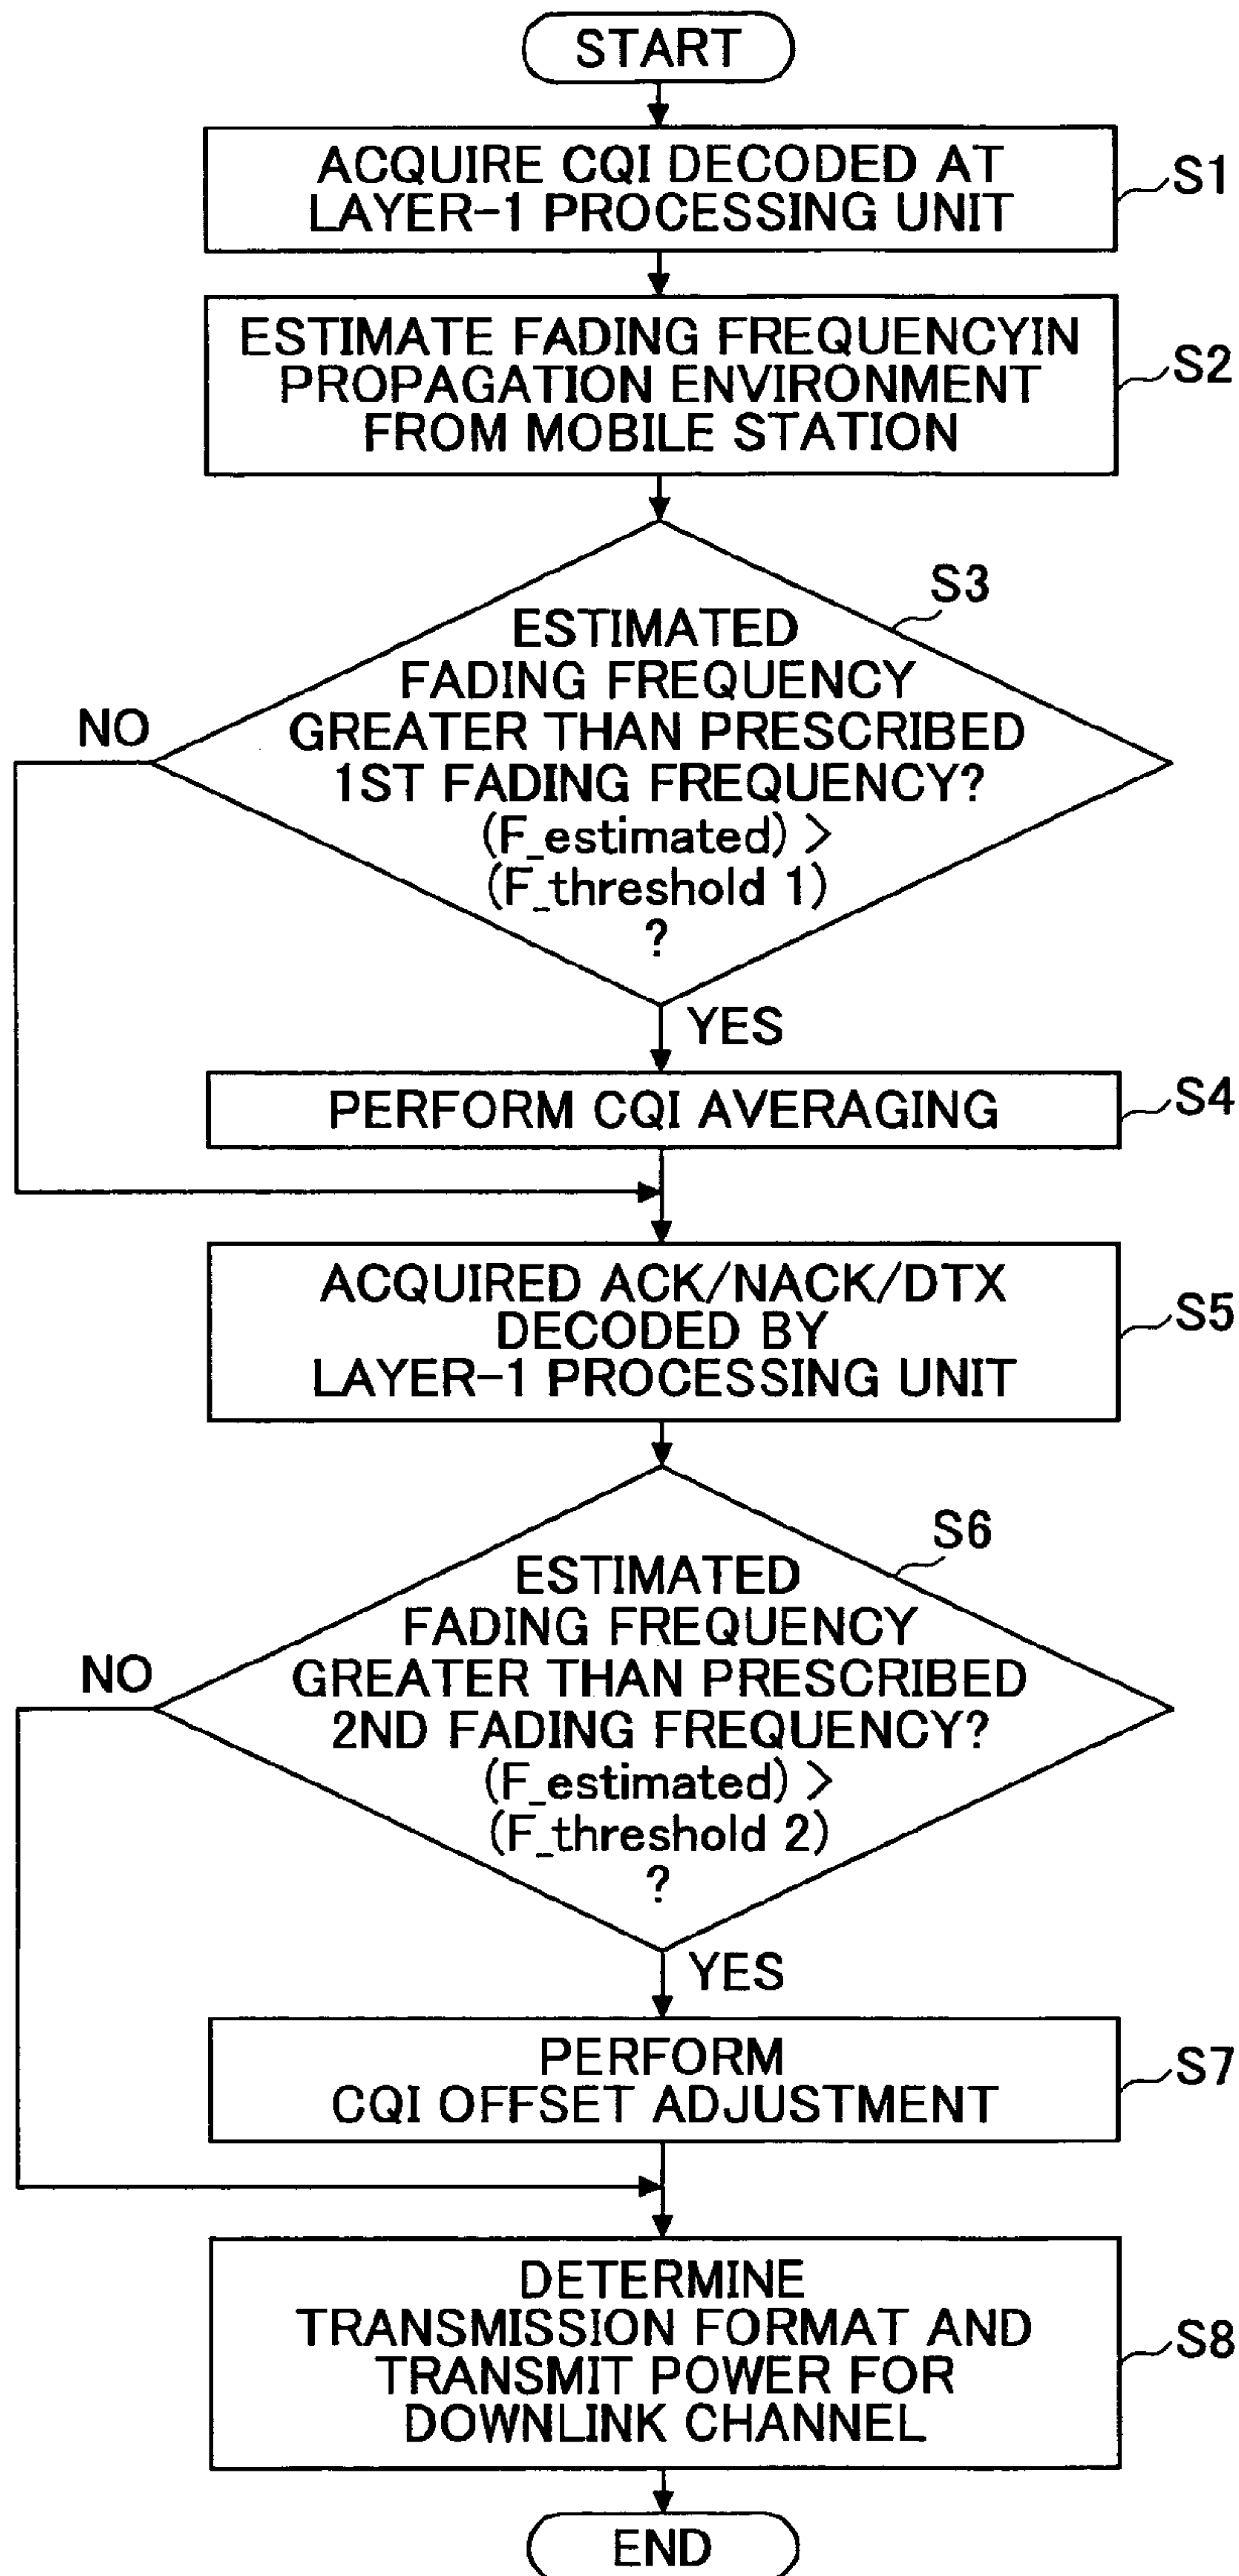 START
ACQUIRE CQI DECODED AT
LAYER-1 PROCESSING UNIT
S1
ESTIMATE FADING FREQUENCYIN
PROPAGATION ENVIRONMENT
FROM MOBILE STATION
S2
S3
ESTIMATED
FADING FREQUENCY
GREATER THAN PRESCRIBED
1ST FADING FREQUENCY?
(F_estimated) >
(F_threshold 1)
?
NO
YES
PERFORM CQI AVERAGING
S4
ACQUIRED ACK/NACK/DTX
DECODED BY
LAYER-1 PROCESSING UNIT
S5
S6
ESTIMATED
FADING FREQUENCY
GREATER THAN PRESCRIBED
2ND FADING FREQUENCY?
(F_estimated) >
(F_threshold 2)
?
NO
YES
PERFORM
CQI OFFSET ADJUSTMENT
S7
DETERMINE
TRANSMISSION FORMAT AND
TRANSMIT POWER FOR
DOWNLINK CHANNEL
S8
END